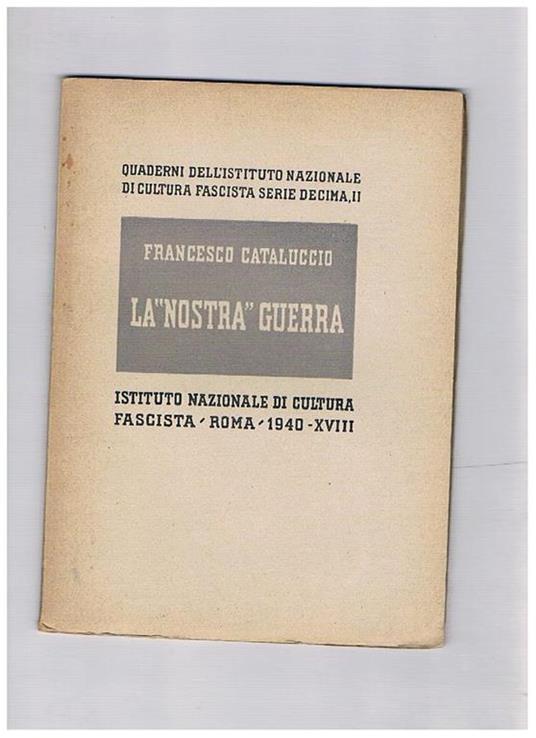 QUADERNI DELL'ISTITUTO NAZIONALE
DI CULTURA FASCISTA SERIE DECIMA, II
FRANCESCO CATALUCCIO
LA "NOSTRA" GUERRA
ISTITUTO NAZIONALE DI CULTURA
FASCISTA - ROMA - 1940 - XVIII